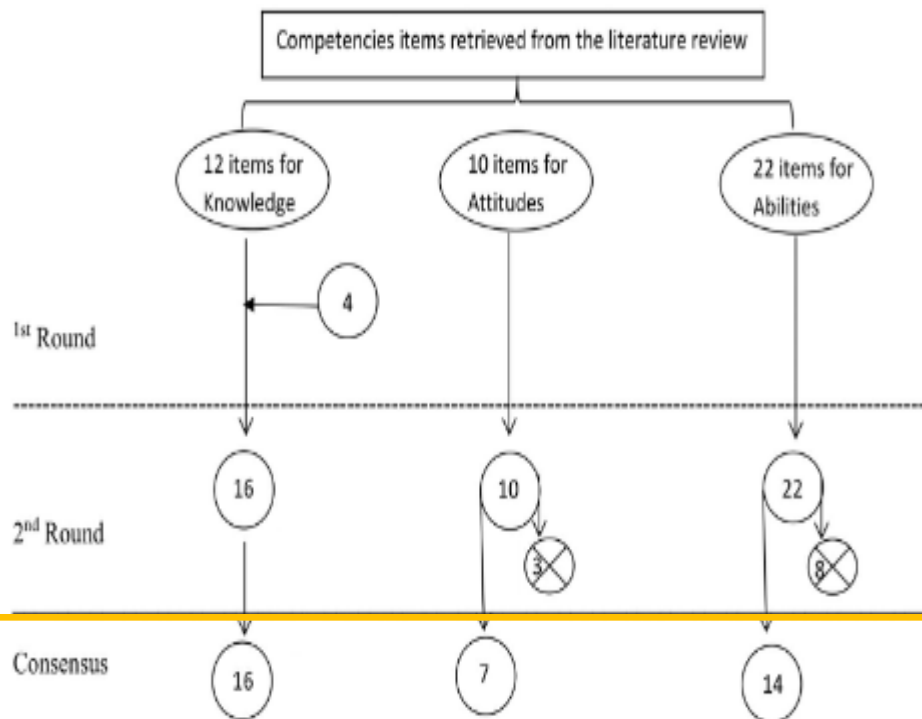 Competencies items retrieved from the literature review
12 items for
Knowledge
10 items for
Attitudes
22 items for
Abilities
4
1st Round
16
10
22
2nd Round
3
8
Consensus
16
7
14